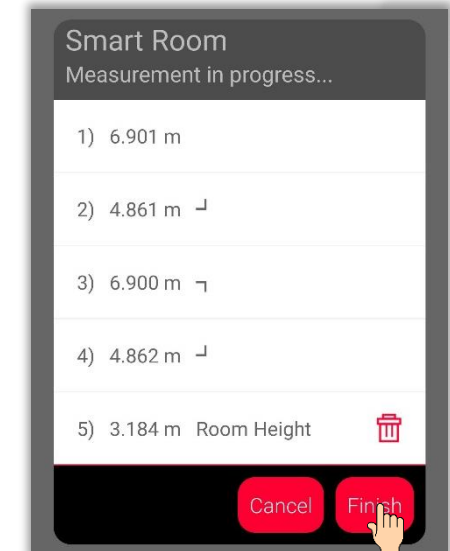 Smart Room
Measurement in progress...
1) 6.901 m
2) 4.861 m ┘
3) 6.900 m ┐
4) 4.862 m ┘
5) 3.184 m Room Height
Cancel Finish